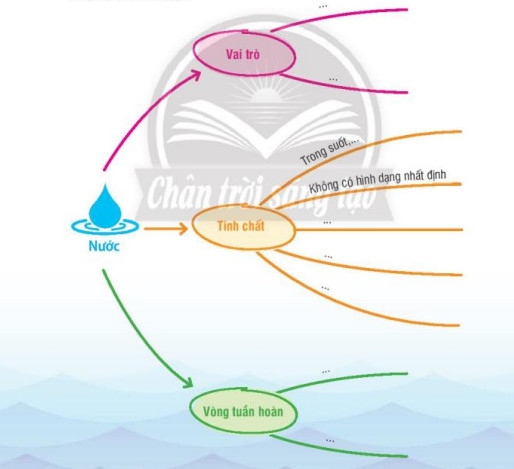 ...
Vai trò
...
Trong suốt,...
Không có hình dạng nhất định
Chân trời sáng tạo
...
Tính chất
Nước
...
...
...
Vòng tuần hoàn
...